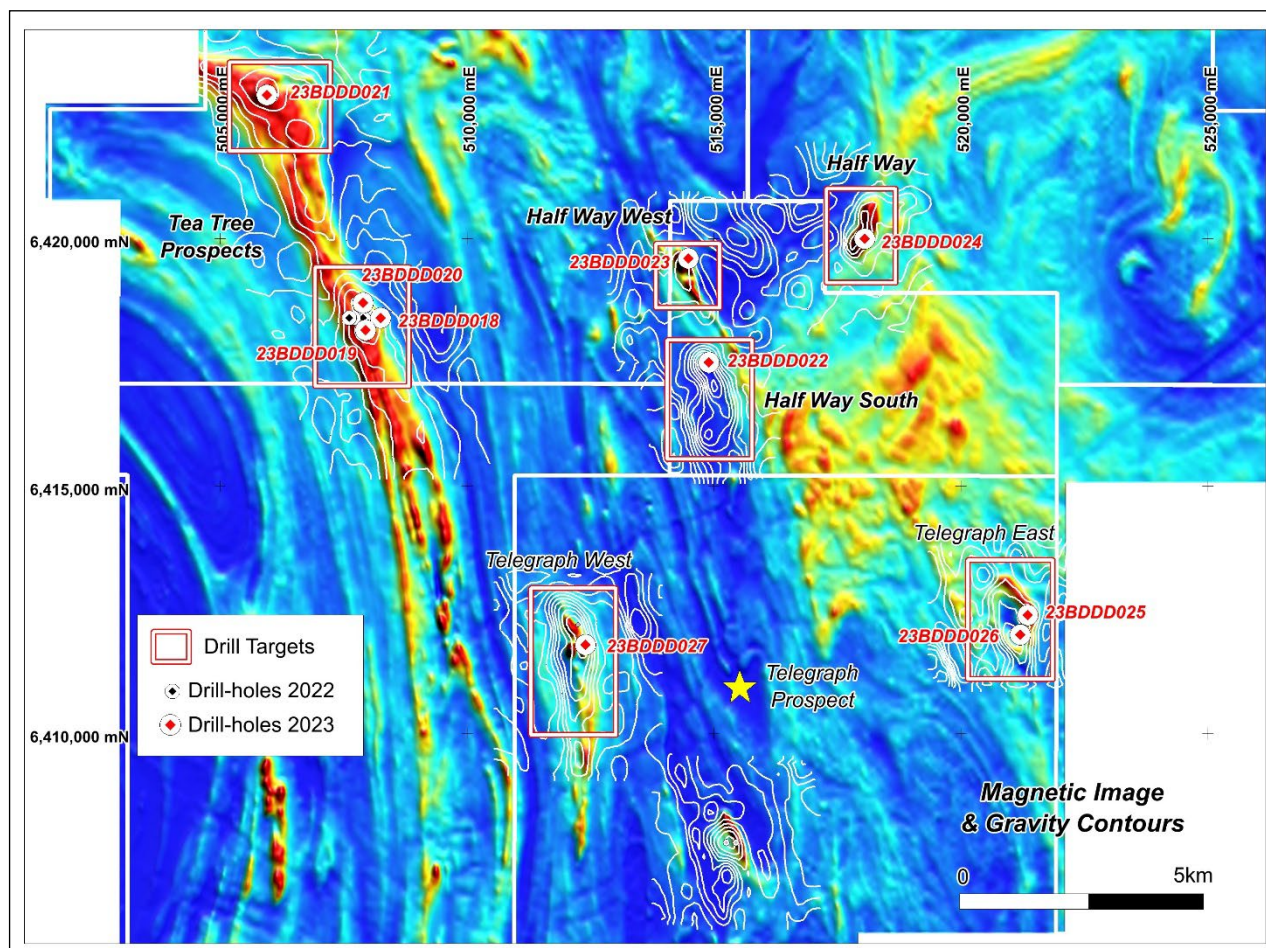 505,000 mE
510,000 mE
515,000 mE
520,000 mE
525,000 mE
23BDDD021
Half Way
Tea Tree
Prospects
Half Way West
6,420,000 mN
23BDDD024
23BDDD023
23BDDD020
23BDDD018
23BDDD019
23BDDD022
Half Way South
6,415,000 mN
Telegraph East
Telegraph West
23BDDD025
23BDDD026
23BDDD027
Telegraph
Prospect
Drill Targets
Drill-holes 2022
Drill-holes 2023
6,410,000 mN
Magnetic Image
& Gravity Contours
0
5km